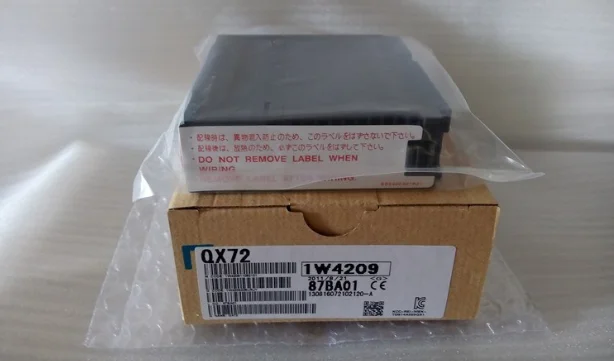 ・配線時は、異物混入防止のため、このラベルをはずさないで下さい。
・配線後は、放熱のため、必ずこのラベルをはずして下さい。
・DO NOT REMOVE LABEL WHEN
WIRING
QX72
1W4209
87BA01 CE
130816072102120-A